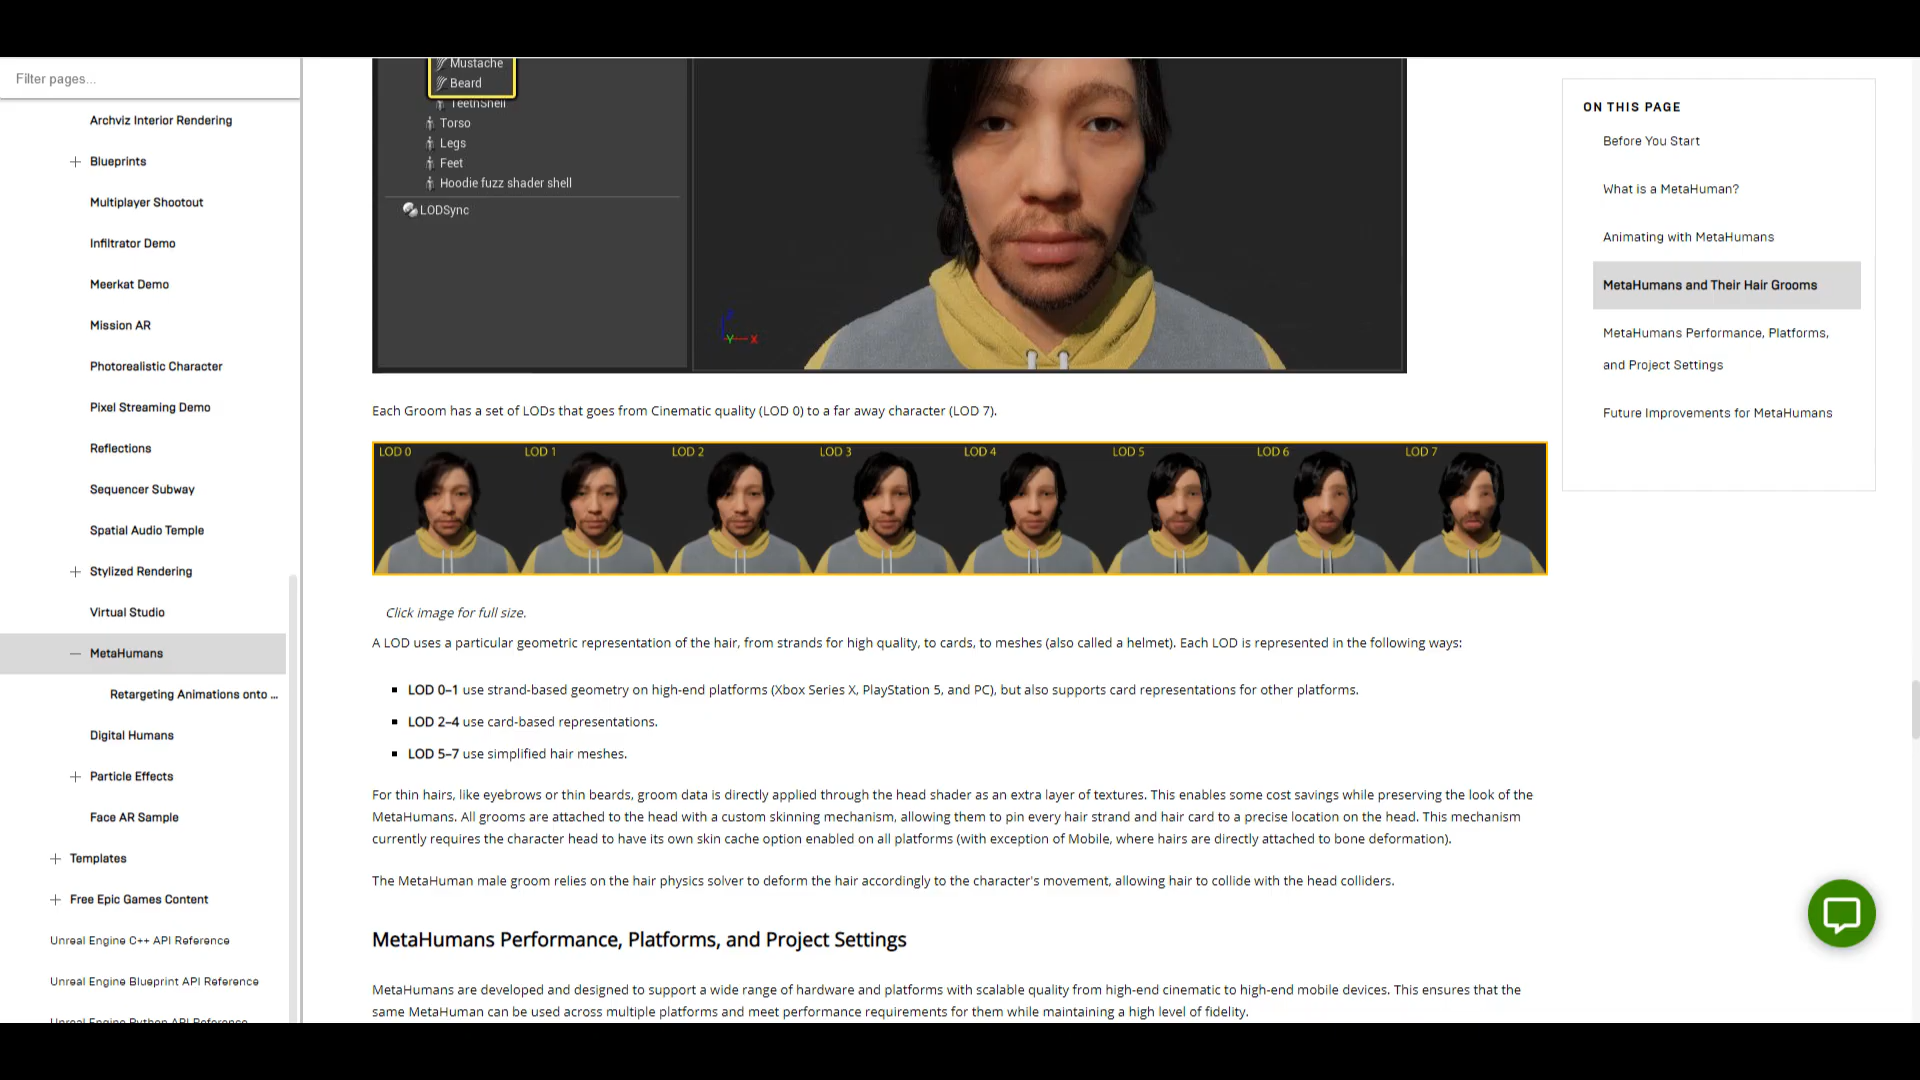 Filter pages...
Archviz Interior Rendering
Blueprints
Multiplayer Shootout
Infiltrator Demo
Meerkat Demo
Mission AR
Photorealistic Character
Pixel Streaming Demo
Reflections
Sequencer Subway
Spatial Audio Temple
Stylized Rendering
Virtual Studio
MetaHumans
Retargeting Animations onto ...
Digital Humans
Particle Effects
Face AR Sample
Templates
Free Epic Games Content
Unreal Engine C++ API Reference
Unreal Engine Blueprint API Reference
Unreal Engine Python API Reference
Mustache
Beard
TeethShell
Torso
Legs
Feet
Hoodie fuzz shader shell
LODSync
Y X
Each Groom has a set of LODs that goes from Cinematic quality (LOD 0) to a far away character (LOD 7).
LOD 0 LOD 1 LOD 2 LOD 3 LOD 4 LOD 5 LOD 6 LOD 7
Click image for full size.
A LOD uses a particular geometric representation of the hair, from strands for high quality, to cards, to meshes (also called a helmet). Each LOD is represented in the following ways:
LOD 0–1 use strand-based geometry on high-end platforms (Xbox Series X, PlayStation 5, and PC), but also supports card representations for other platforms.
LOD 2–4 use card-based representations.
LOD 5–7 use simplified hair meshes.
For thin hairs, like eyebrows or thin beards, groom data is directly applied through the head shader as an extra layer of textures. This enables some cost savings while preserving the look of the
MetaHumans. All grooms are attached to the head with a custom skinning mechanism, allowing them to pin every hair strand and hair card to a precise location on the head. This mechanism
currently requires the character head to have its own skin cache option enabled on all platforms (with exception of Mobile, where hairs are directly attached to bone deformation).
The MetaHuman male groom relies on the hair physics solver to deform the hair accordingly to the character's movement, allowing hair to collide with the head colliders.
MetaHumans Performance, Platforms, and Project Settings
MetaHumans are developed and designed to support a wide range of hardware and platforms with scalable quality from high-end cinematic to high-end mobile devices. This ensures that the
same MetaHuman can be used across multiple platforms and meet performance requirements for them while maintaining a high level of fidelity.
ON THIS PAGE
Before You Start
What is a MetaHuman?
Animating with MetaHumans
MetaHumans and Their Hair Grooms
MetaHumans Performance, Platforms,
and Project Settings
Future Improvements for MetaHumans